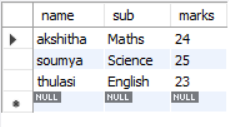 name sub marks
akshitha Maths 24
soumya Science 25
thulasi English 23
NULL NULL NULL